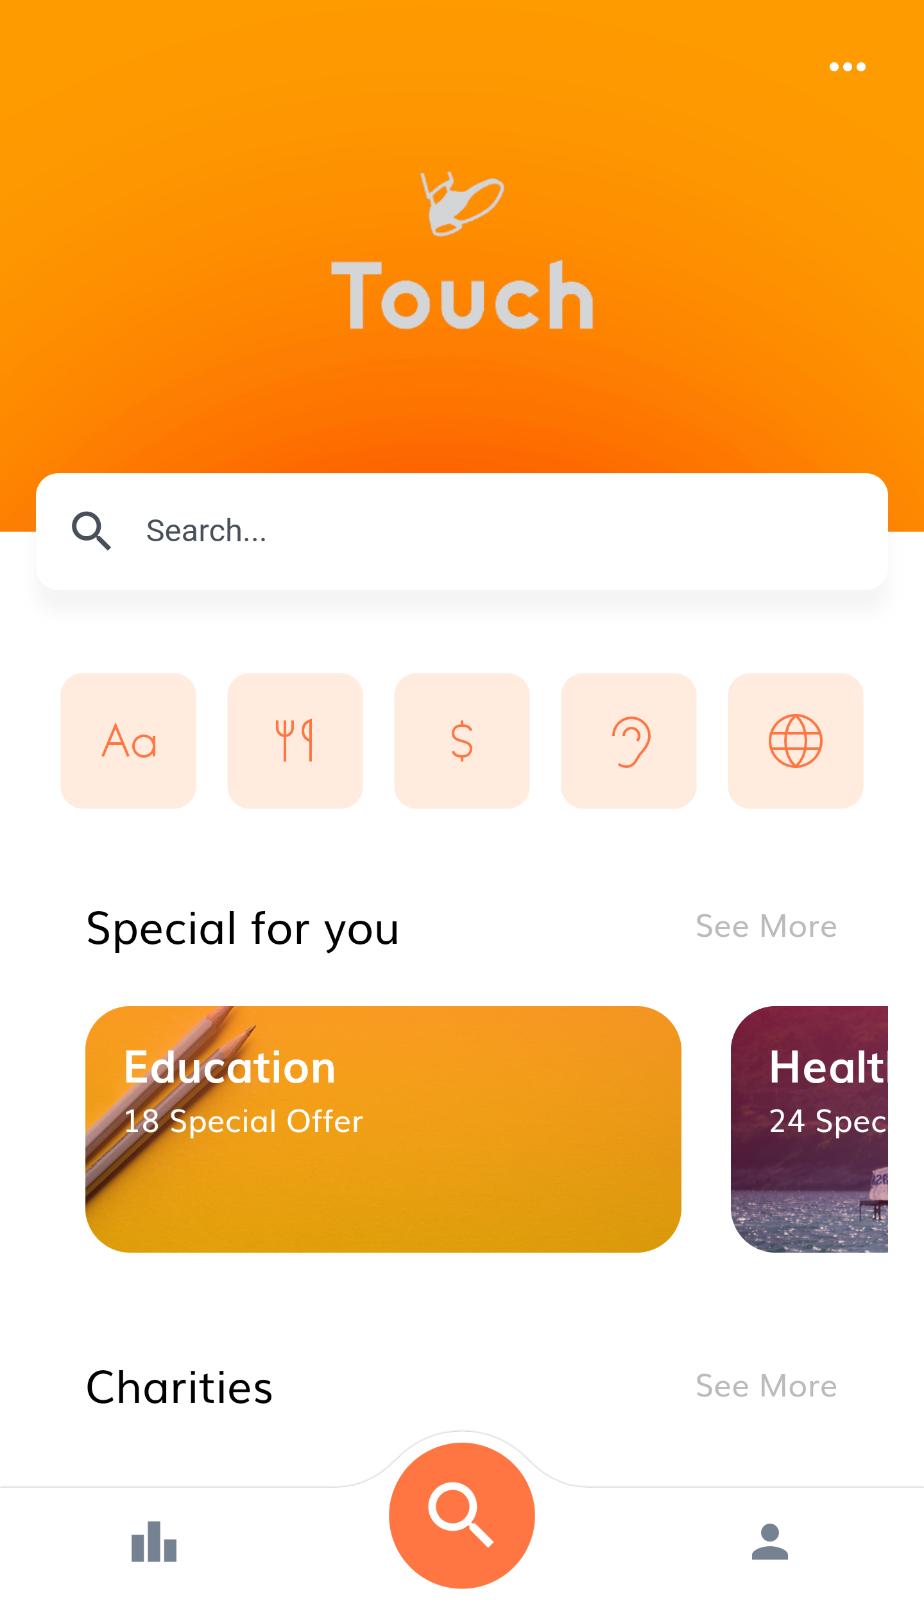 Touch
Search...
Aa
$
Special for you
See More
Education
18 Special Offer
Healt
24 Spec
Charities
See More